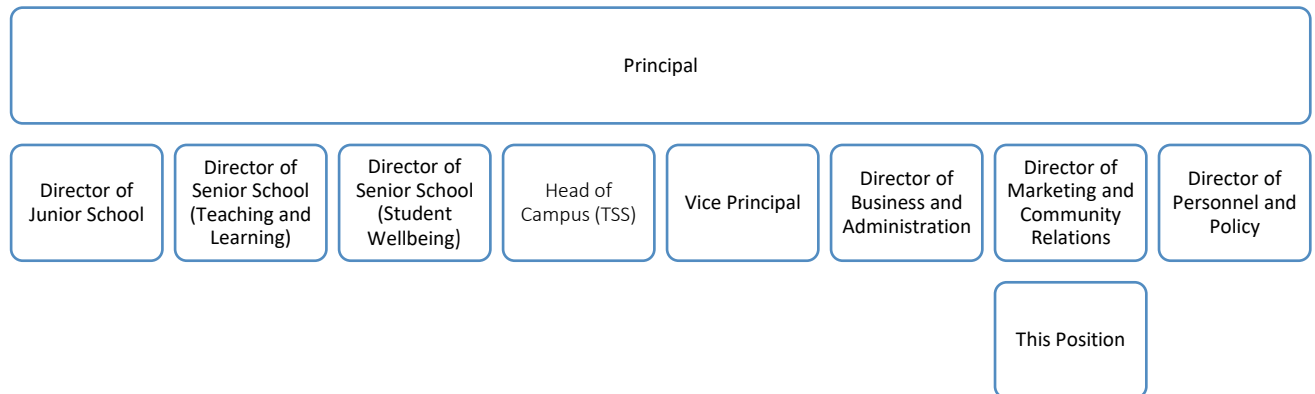 Principal
Director of
Junior School
Director of
Senior School
(Teaching and
Learning)
Director of
Senior School
(Student
Wellbeing)
Head of
Campus (TSS)
Vice Principal
Director of
Business and
Administration
Director of
Marketing and
Community
Relations
Director of
Personnel and
Policy
This Position